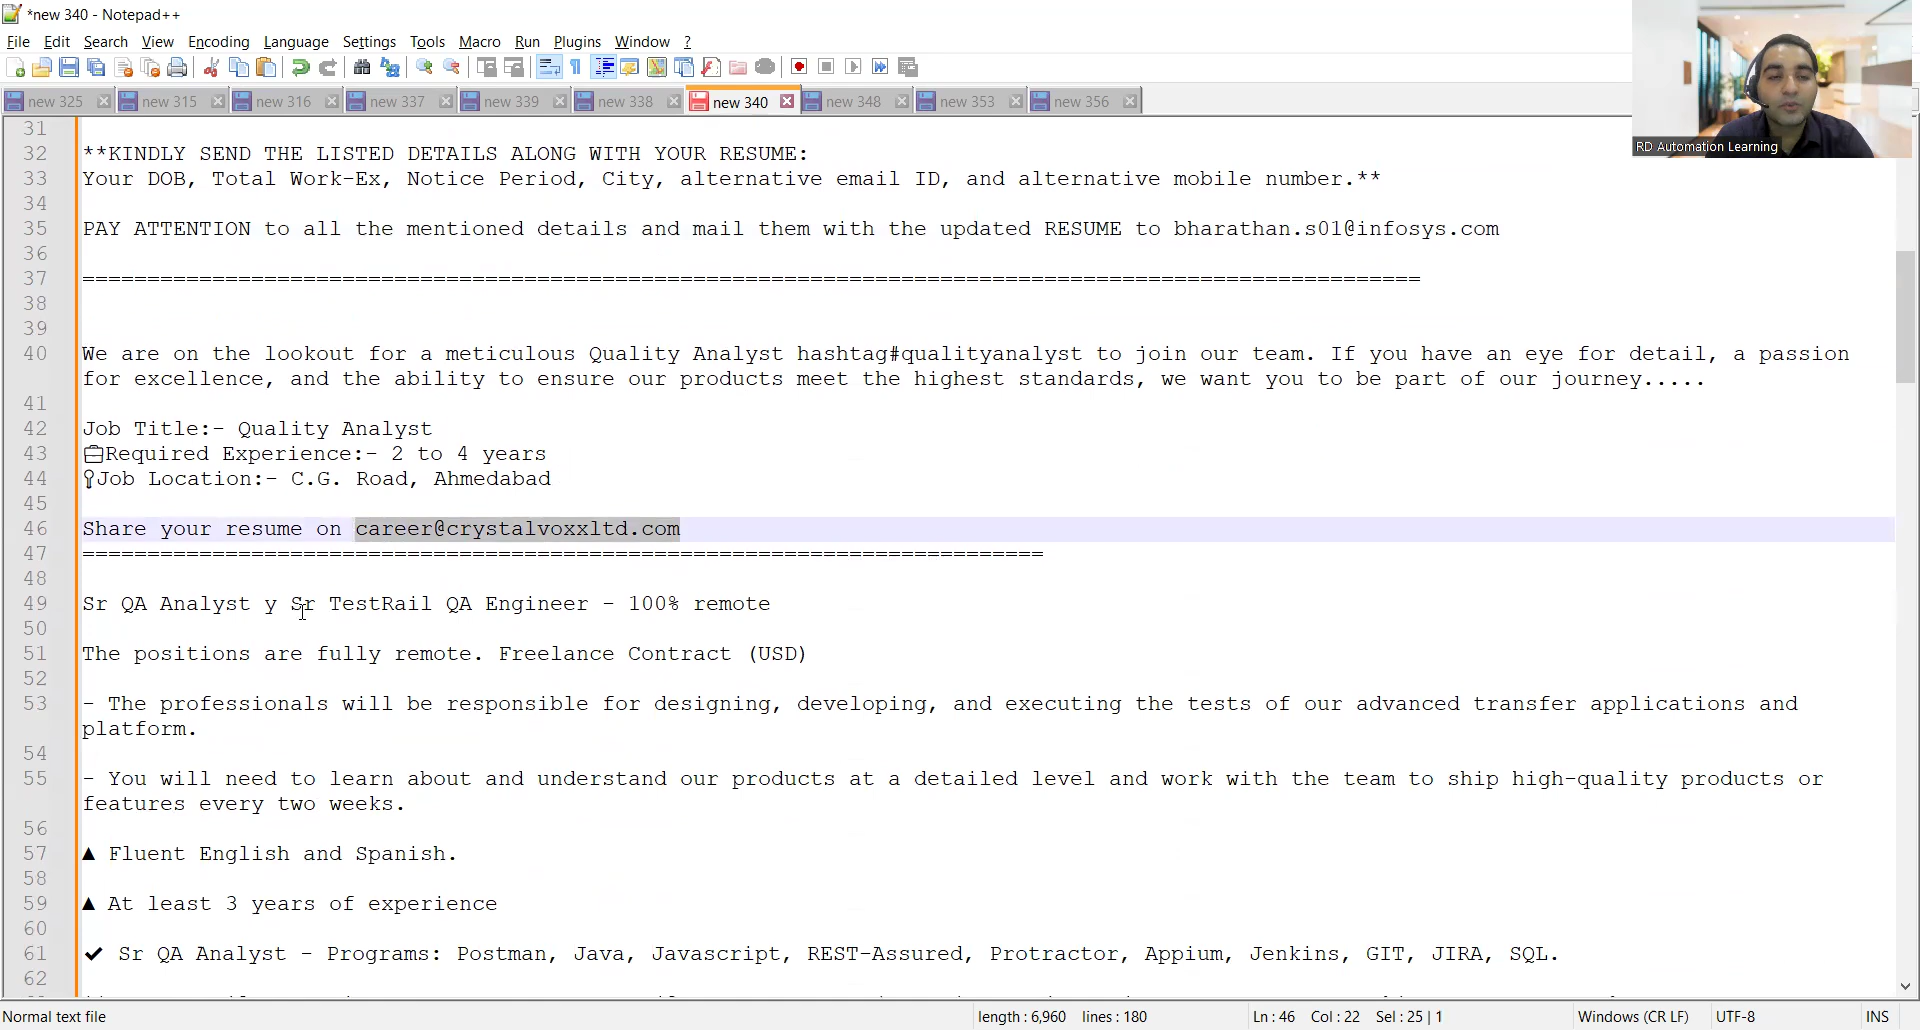 *new 340 - Notepad++
File Edit Search View Encoding Language Settings Tools Macro Run Plugins Window ?
new 325 new 315 new 316 new 337 new 339 new 338 new 340 new 348 new 353 new 356
RD Automation Learning
31
32 **KINDLY SEND THE LISTED DETAILS ALONG WITH YOUR RESUME:
33 Your DOB, Total Work-Ex, Notice Period, City, alternative email ID, and alternative mobile number.**
34
35 PAY ATTENTION to all the mentioned details and mail them with the updated RESUME to bharathan.s01@infosys.com
36
37 =======================================================================================================
38
39
40 We are on the lookout for a meticulous Quality Analyst hashtag#qualityanalyst to join our team. If you have an eye for detail, a passion
for excellence, and the ability to ensure our products meet the highest standards, we want you to be part of our journey.....
41
42 Job Title:- Quality Analyst
43 Required Experience:- 2 to 4 years
44 Job Location:- C.G. Road, Ahmedabad
45
46 Share your resume on career@crystalvoxxltd.com
47 ==========================================================================
48
49 Sr QA Analyst y Sr TestRail QA Engineer - 100% remote
50
51 The positions are fully remote. Freelance Contract (USD)
52
53 - The professionals will be responsible for designing, developing, and executing the tests of our advanced transfer applications and
platform.
54
55 - You will need to learn about and understand our products at a detailed level and work with the team to ship high-quality products or
features every two weeks.
56
57 ▲ Fluent English and Spanish.
58
59 ▲ At least 3 years of experience
60
61 ✔ Sr QA Analyst - Programs: Postman, Java, Javascript, REST-Assured, Protractor, Appium, Jenkins, GIT, JIRA, SQL.
62
Normal text file length : 6,960 lines : 180 Ln : 46 Col : 22 Sel : 25 | 1 Windows (CR LF) UTF-8 INS